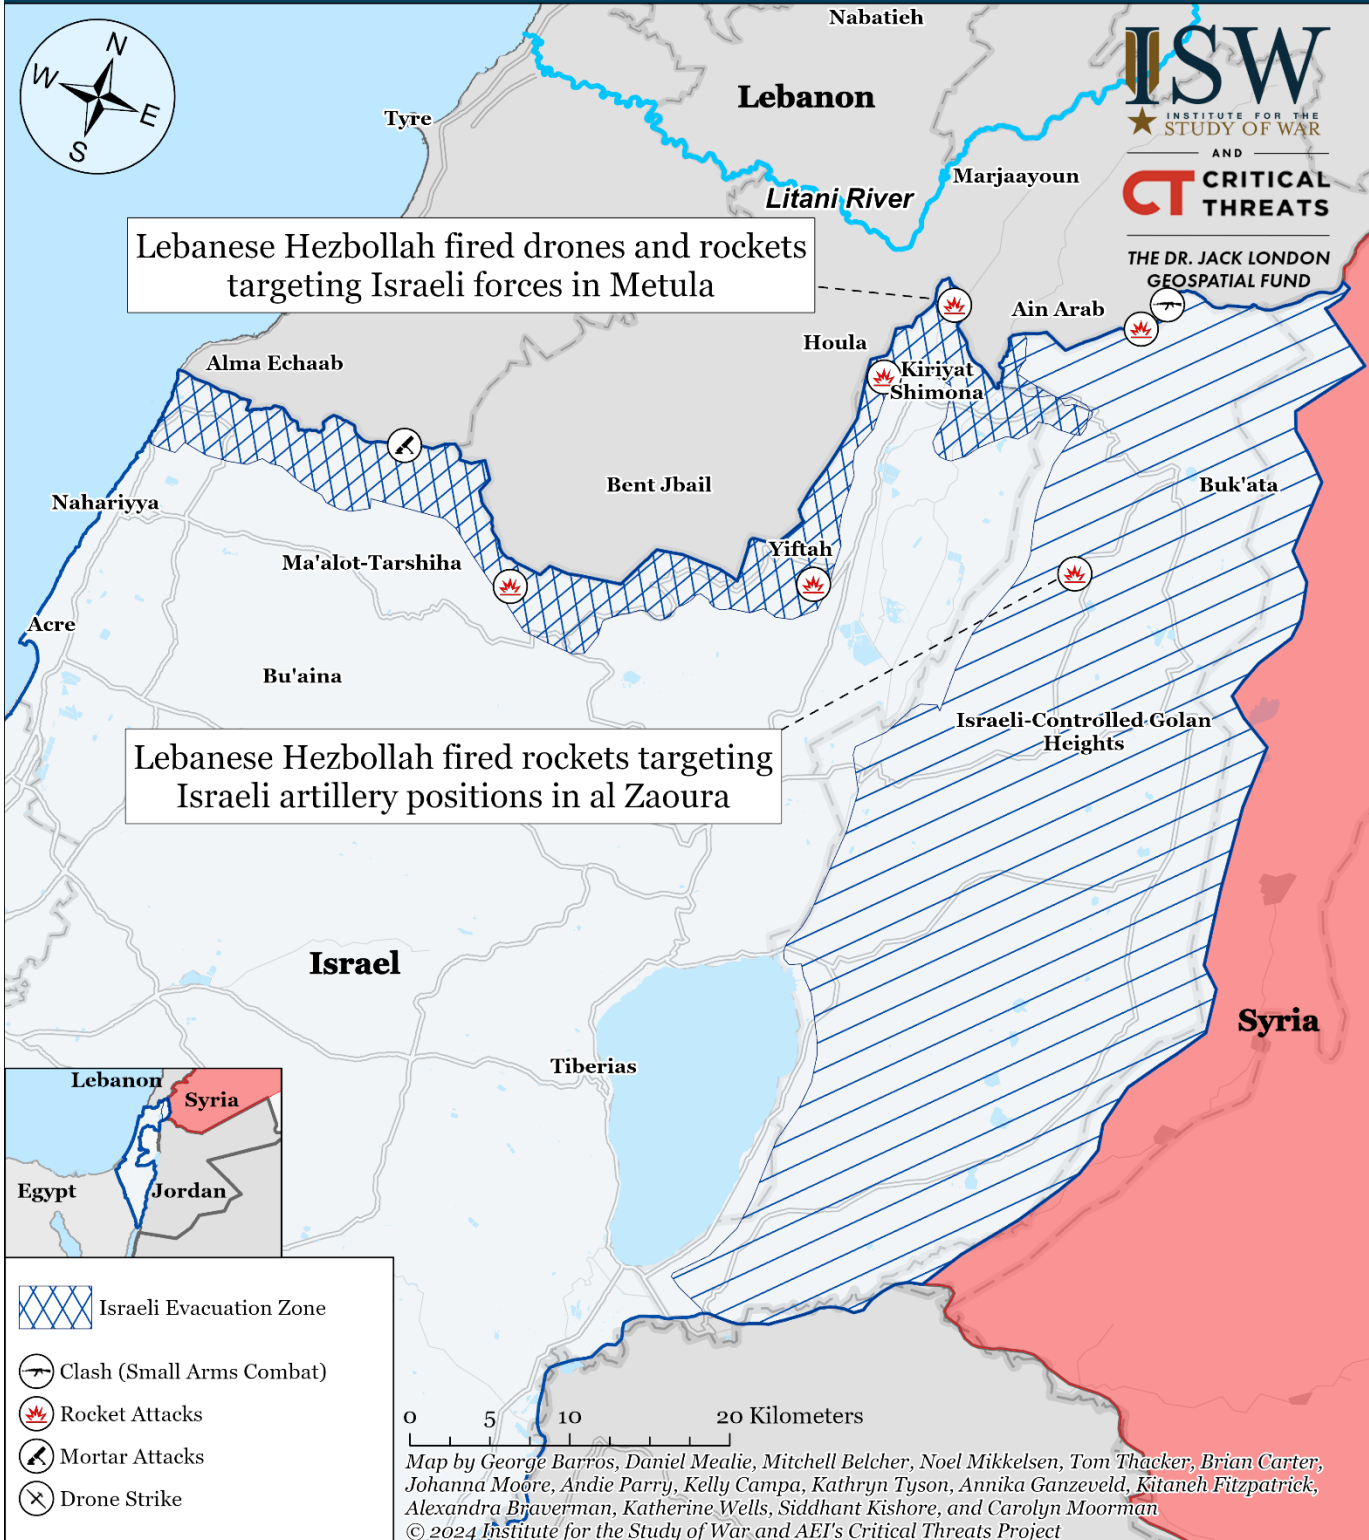 N
W
E
S
Nabatieh
ISW
INSTITUTE FOR THE
STUDY OF WAR
AND
CT CRITICAL
THREATS
THE DR. JACK LONDON
GEOSPATIAL FUND
Lebanon
Tyre
Marjaayoun
Litani River
Lebanese Hezbollah fired drones and rockets
targeting Israeli forces in Metula
Ain Arab
Houla
Alma Echaab
Kiriyat
Shimona
Bent Jbail
Buk'ata
Nahariyya
Yiftah
Ma'alot-Tarshiha
Acre
Bu'aina
Israeli-Controlled Golan
Heights
Lebanese Hezbollah fired rockets targeting
Israeli artillery positions in al Zaoura
Israel
Syria
Tiberias
Lebanon
Syria
Egypt
Jordan
Israeli Evacuation Zone
Clash (Small Arms Combat)
Rocket Attacks
Mortar Attacks
Drone Strike
0 5 10 20 Kilometers
Map by George Barros, Daniel Mealie, Mitchell Belcher, Noel Mikkelsen, Tom Thacker, Brian Carter,
Johanna Moore, Andie Parry, Kelly Campa, Kathryn Tyson, Annika Ganzeveld, Kitaneh Fitzpatrick,
Alexandra Braverman, Katherine Wells, Siddhant Kishore, and Carolyn Moorman
© 2024 Institute for the Study of War and AEI's Critical Threats Project